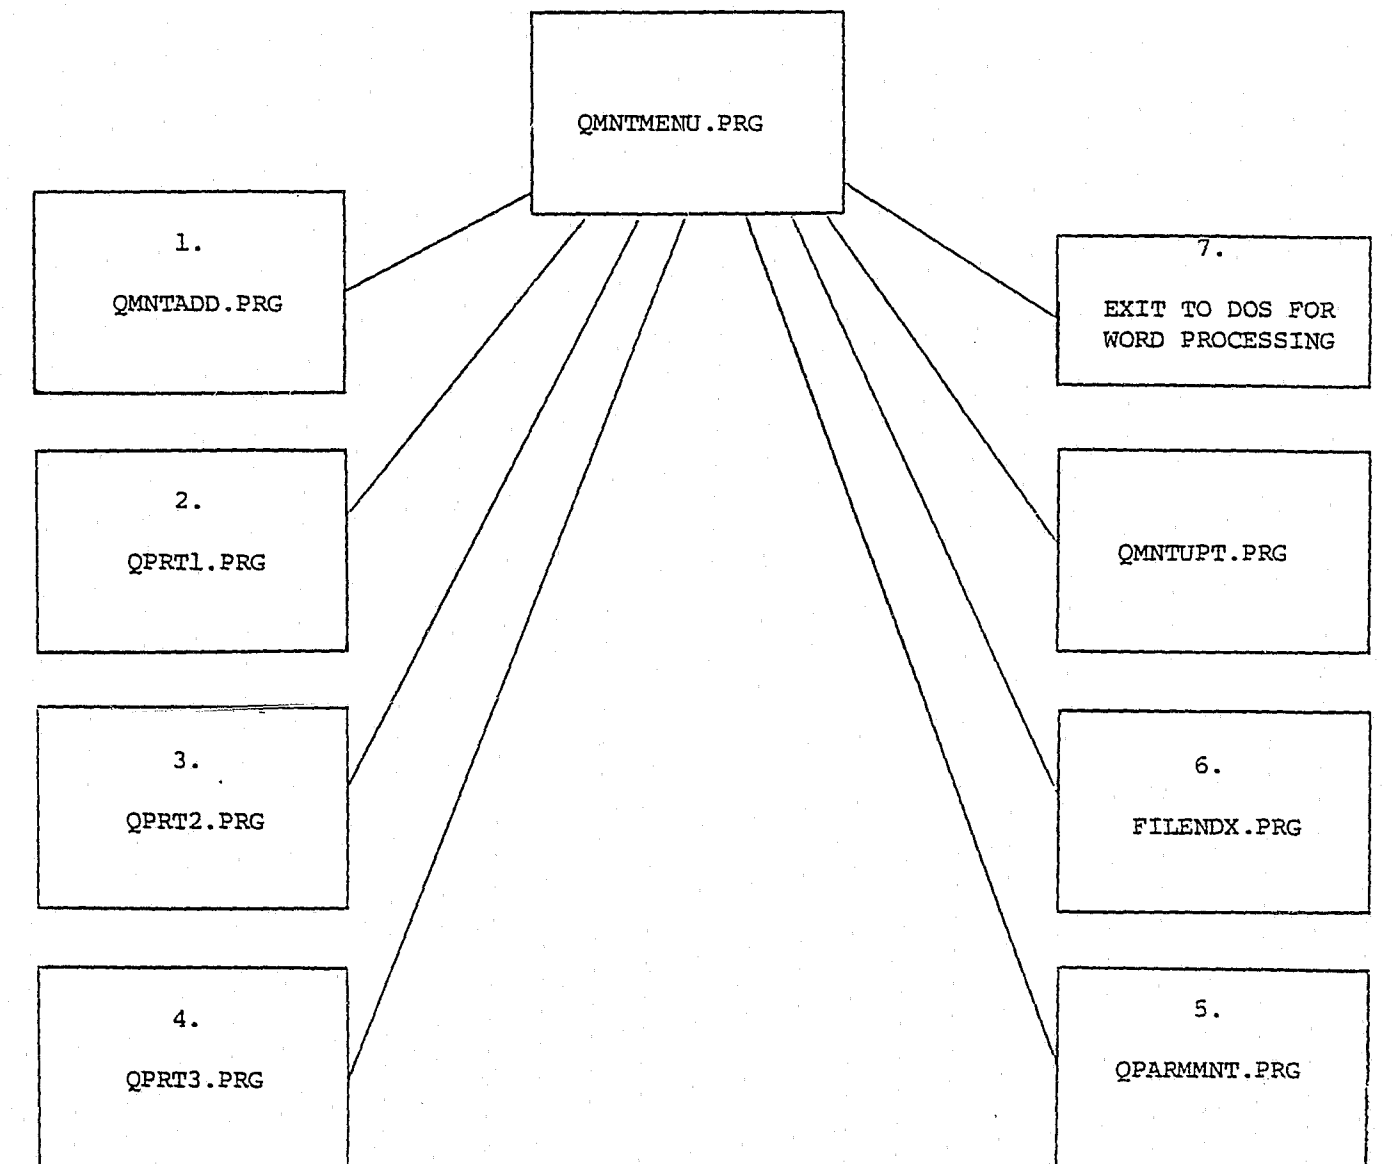 QMNTMENU.PRG
1.
QMNTADD.PRG
2.
QPRT1.PRG
3.
QPRT2.PRG
4.
QPRT3.PRG
7.
EXIT TO DOS FOR
WORD PROCESSING
QMNTUPT.PRG
6.
FILENDX.PRG
5.
QPARMMNT.PRG